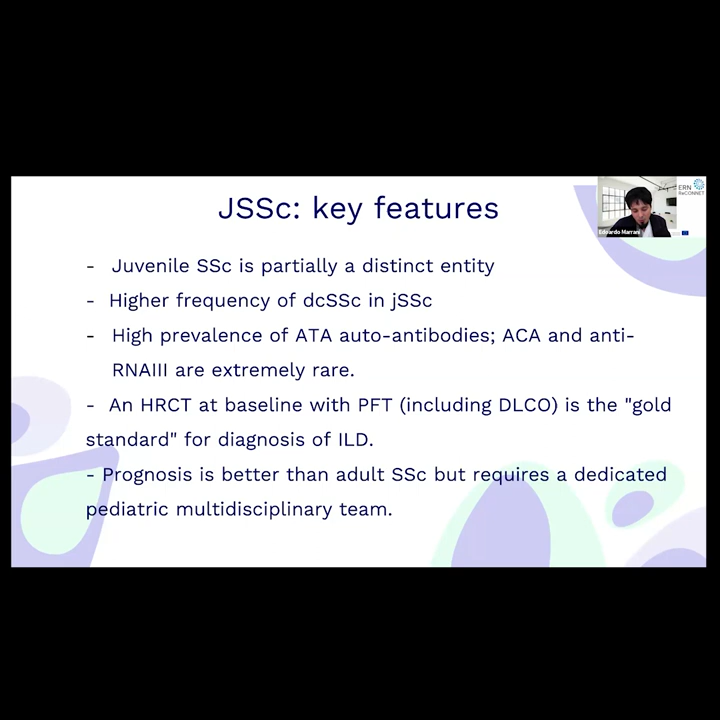 JSSc: key features
ERN
ReCONNET
Edoardo Marrani
- Juvenile SSc is partially a distinct entity
- Higher frequency of dcSSc in jSSc
- High prevalence of ATA auto-antibodies; ACA and anti-
RNAIII are extremely rare.
- An HRCT at baseline with PFT (including DLCO) is the "gold
standard" for diagnosis of ILD.
- Prognosis is better than adult SSc but requires a dedicated
pediatric multidisciplinary team.